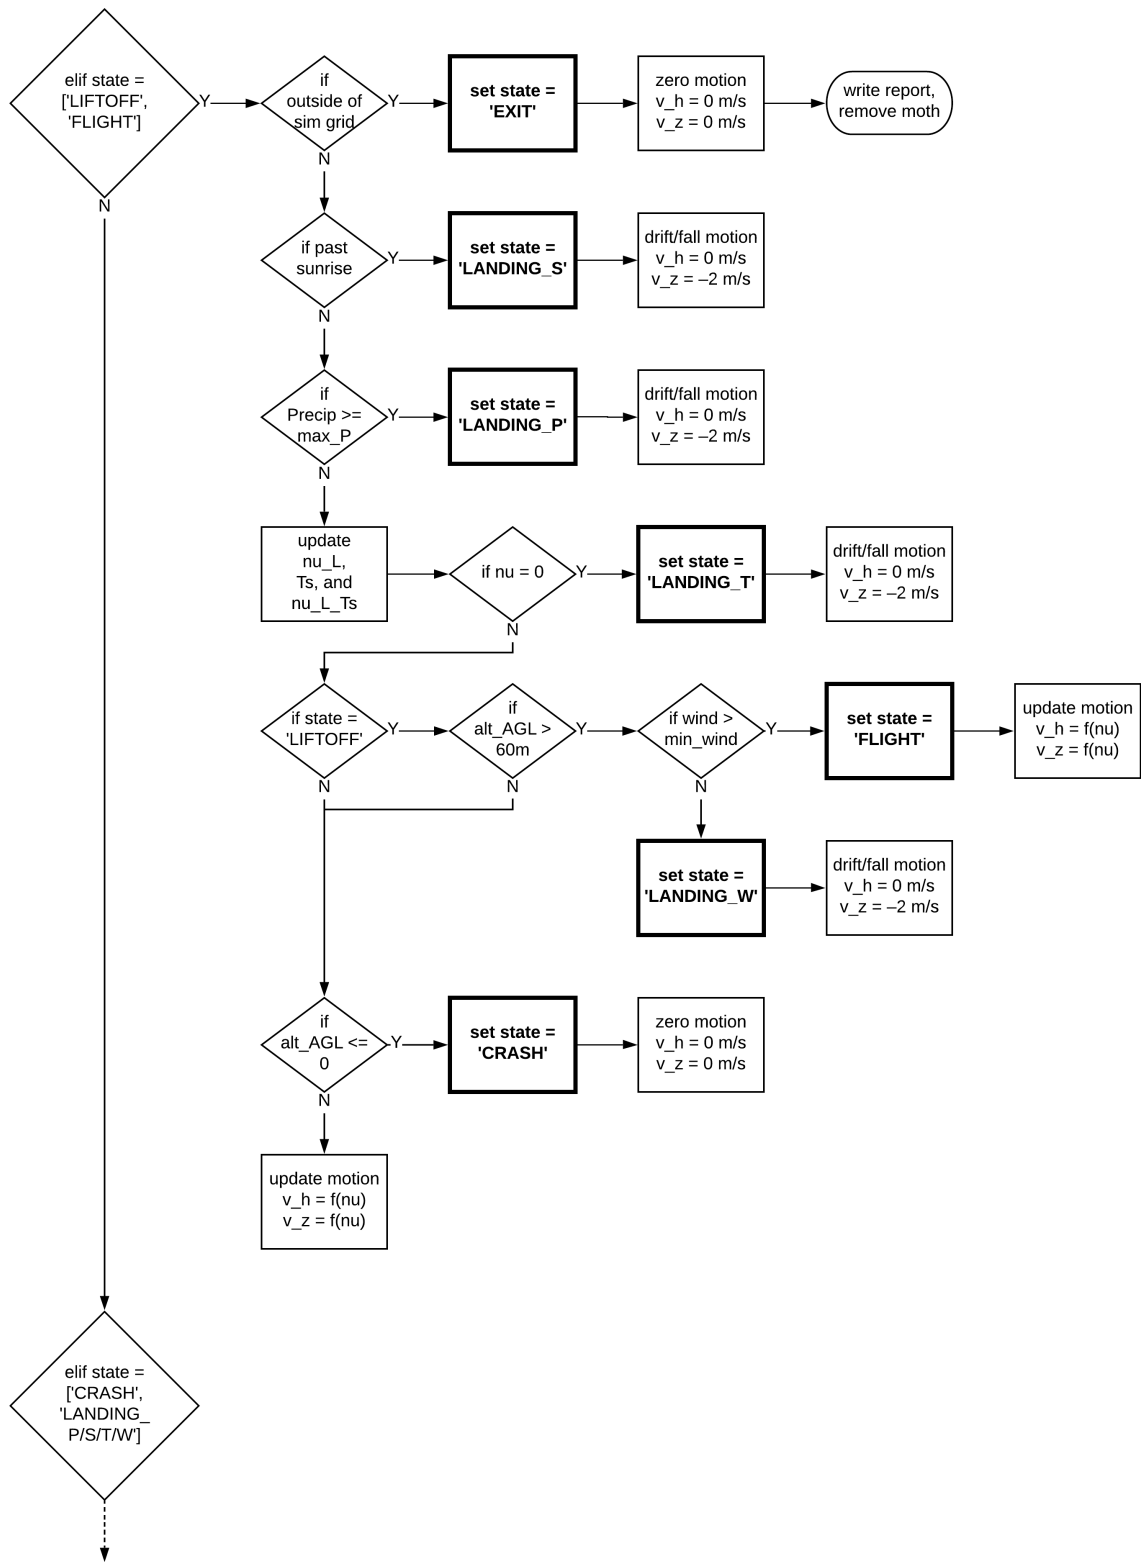 elif state =
['LIFTOFF',
'FLIGHT']
Y
N
if
outside of
sim grid
Y
N
set state =
'EXIT'
zero motion
v_h = 0 m/s
v_z = 0 m/s
write report,
remove moth
if past
sunrise
Y
N
set state =
'LANDING_S'
drift/fall motion
v_h = 0 m/s
v_z = –2 m/s
if
Precip >=
max_P
Y
N
set state =
'LANDING_P'
drift/fall motion
v_h = 0 m/s
v_z = –2 m/s
update
nu_L,
Ts, and
nu_L_Ts
if nu = 0
Y
N
set state =
'LANDING_T'
drift/fall motion
v_h = 0 m/s
v_z = –2 m/s
if state =
'LIFTOFF'
Y
N
if
alt_AGL >
60m
Y
N
if wind >
min_wind
Y
N
set state =
'FLIGHT'
update motion
v_h = f(nu)
v_z = f(nu)
set state =
'LANDING_W'
drift/fall motion
v_h = 0 m/s
v_z = –2 m/s
if
alt_AGL <=
0
Y
N
set state =
'CRASH'
zero motion
v_h = 0 m/s
v_z = 0 m/s
update motion
v_h = f(nu)
v_z = f(nu)
elif state =
['CRASH',
'LANDING_
P/S/T/W']